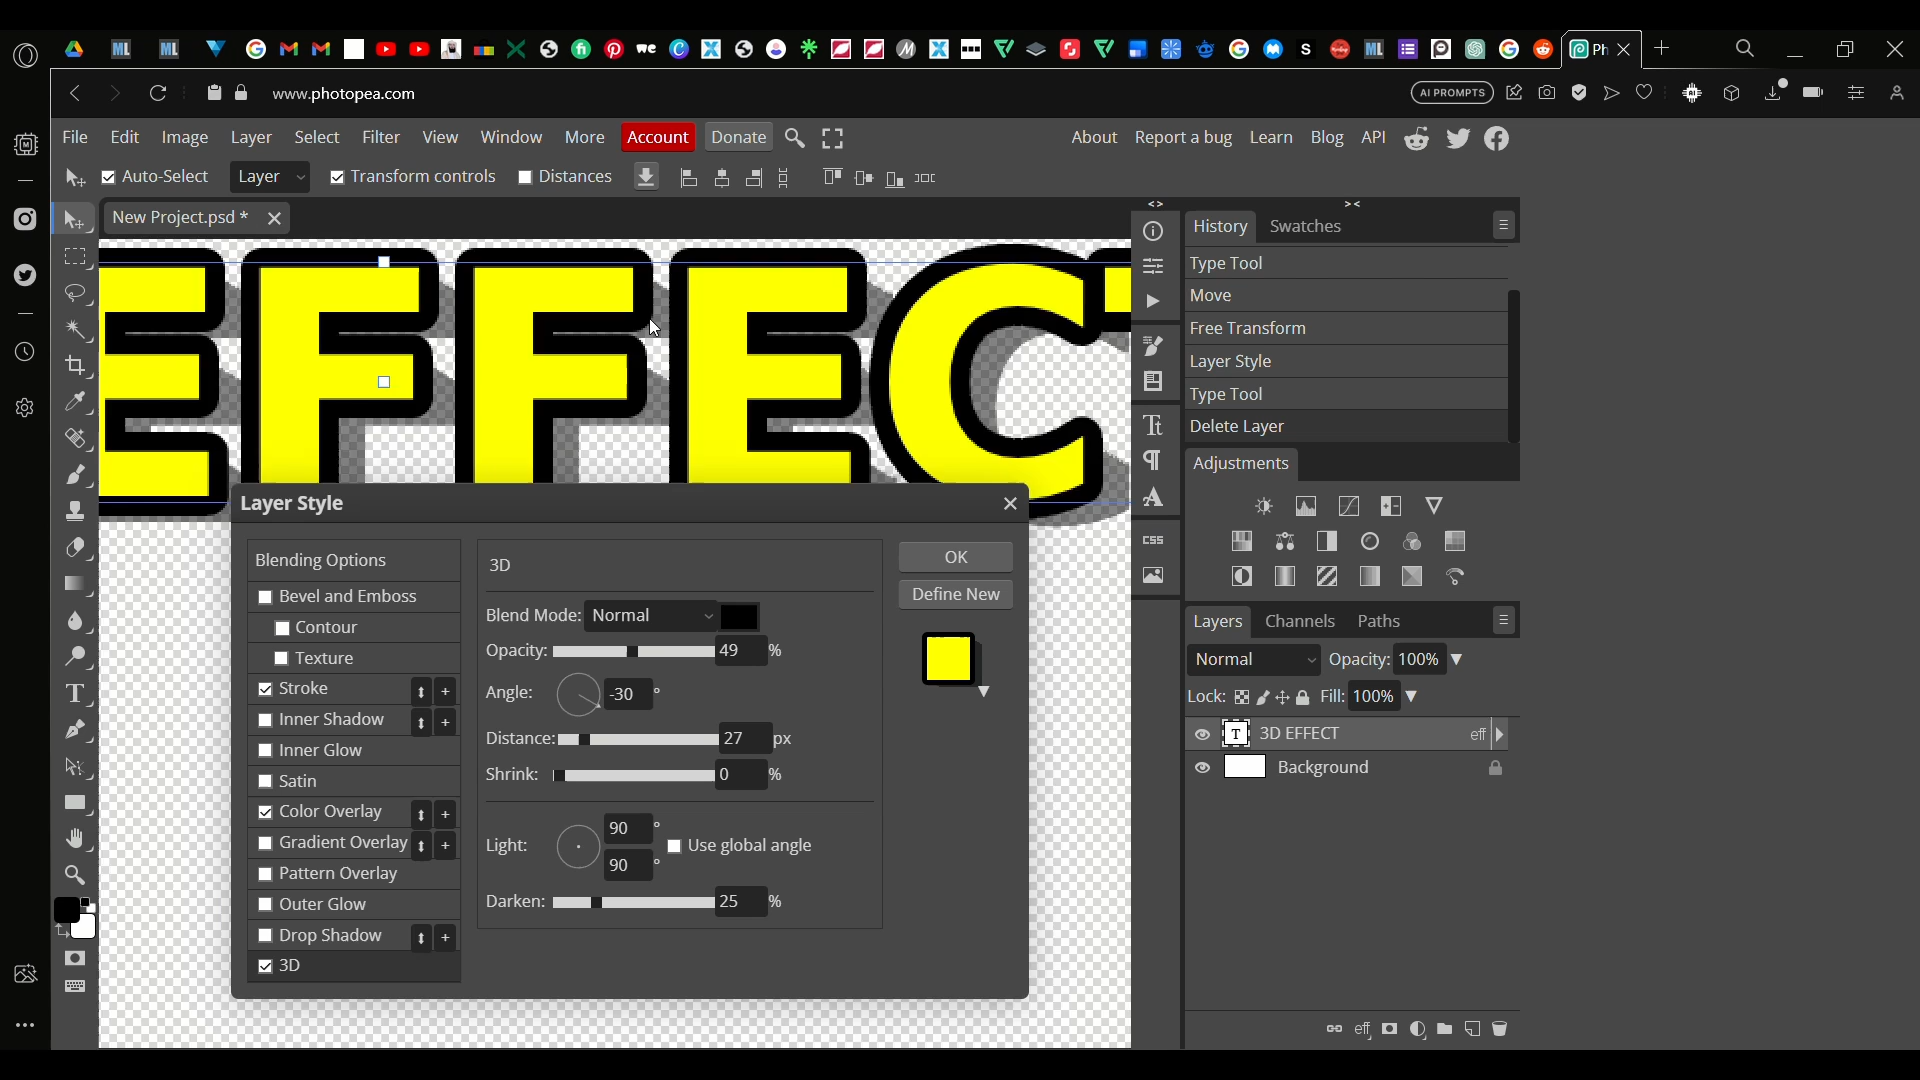 www.photopea.com
AI PROMPTS
File Edit Image Layer Select Filter View Window More Account Donate
About Report a bug Learn Blog API
Auto-Select Layer Transform controls Distances
New Project.psd *
EFFECT
History Swatches
Type Tool
Move
Free Transform
Layer Style
Type Tool
Delete Layer
Adjustments
CSS
Layers Channels Paths
Normal Opacity: 100%
Lock: Fill: 100%
T 3D EFFECT eff
Background
eff
Layer Style
Blending Options
Bevel and Emboss
Contour
Texture
Stroke
Inner Shadow
Inner Glow
Satin
Color Overlay
Gradient Overlay
Pattern Overlay
Outer Glow
Drop Shadow
3D
3D
Blend Mode: Normal
Opacity: 49 %
Angle: -30 °
Distance: 27 px
Shrink: 0 %
Light: 90 °
90 °
Use global angle
Darken: 25 %
OK
Define New